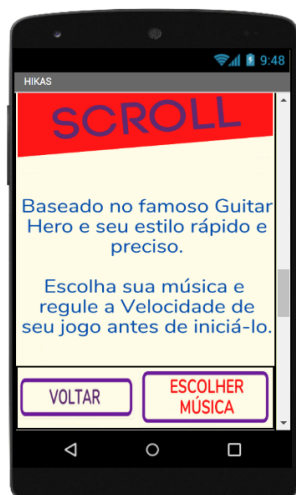 9:48
HIKAS
SCROLL
Baseado no famoso Guitar
Hero e seu estilo rápido e
preciso.
Escolha sua música e
regule a Velocidade de
seu jogo antes de iniciá-lo.
VOLTAR
ESCOLHER
MÚSICA